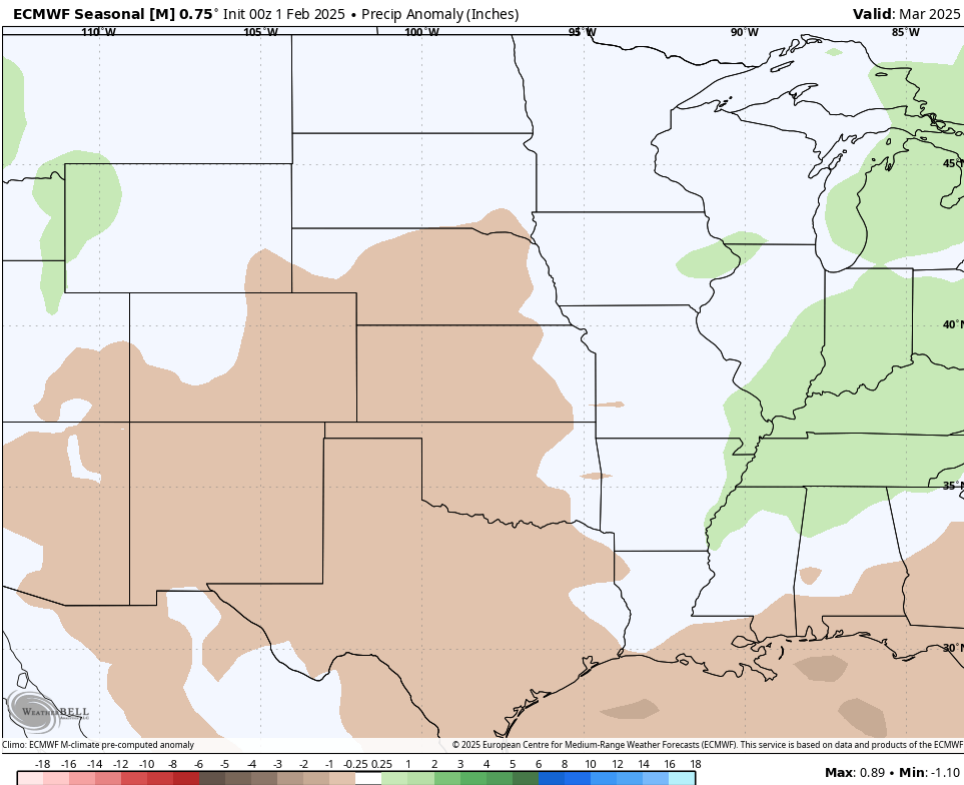 ECMWF Seasonal [M] 0.75° Init 00z 1 Feb 2025 • Precip Anomaly (Inches) Valid: Mar 2025
110°W 105°W 100°W 95°W 90°W 85°W
45°N
40°N
35°N
30°N
WEATHERBELL
Climo: ECMWF M-climate pre-computed anomaly © 2025 European Centre for Medium-Range Weather Forecasts (ECMWF). This service is based on data and products of the ECMWF
-18 -16 -14 -12 -10 -8 -6 -5 -4 -3 -2 -1 -0.25 0.25 1 2 3 4 5 6 8 10 12 14 16 18
Max: 0.89 • Min: -1.10